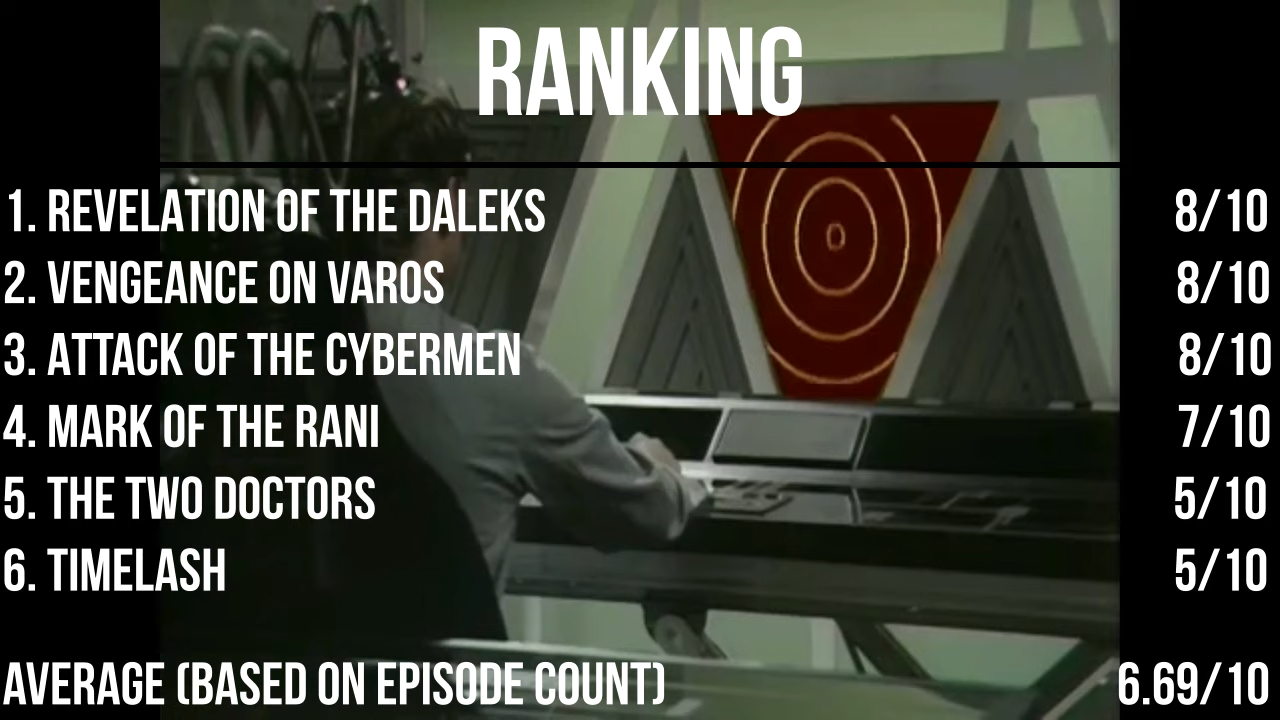 RANKING
1. REVELATION OF THE DALEKS 8/10
2. VENGEANCE ON VAROS 8/10
3. ATTACK OF THE CYBERMEN 8/10
4. MARK OF THE RANI 7/10
5. THE TWO DOCTORS 5/10
6. TIMELASH 5/10
AVERAGE (BASED ON EPISODE COUNT) 6.69/10